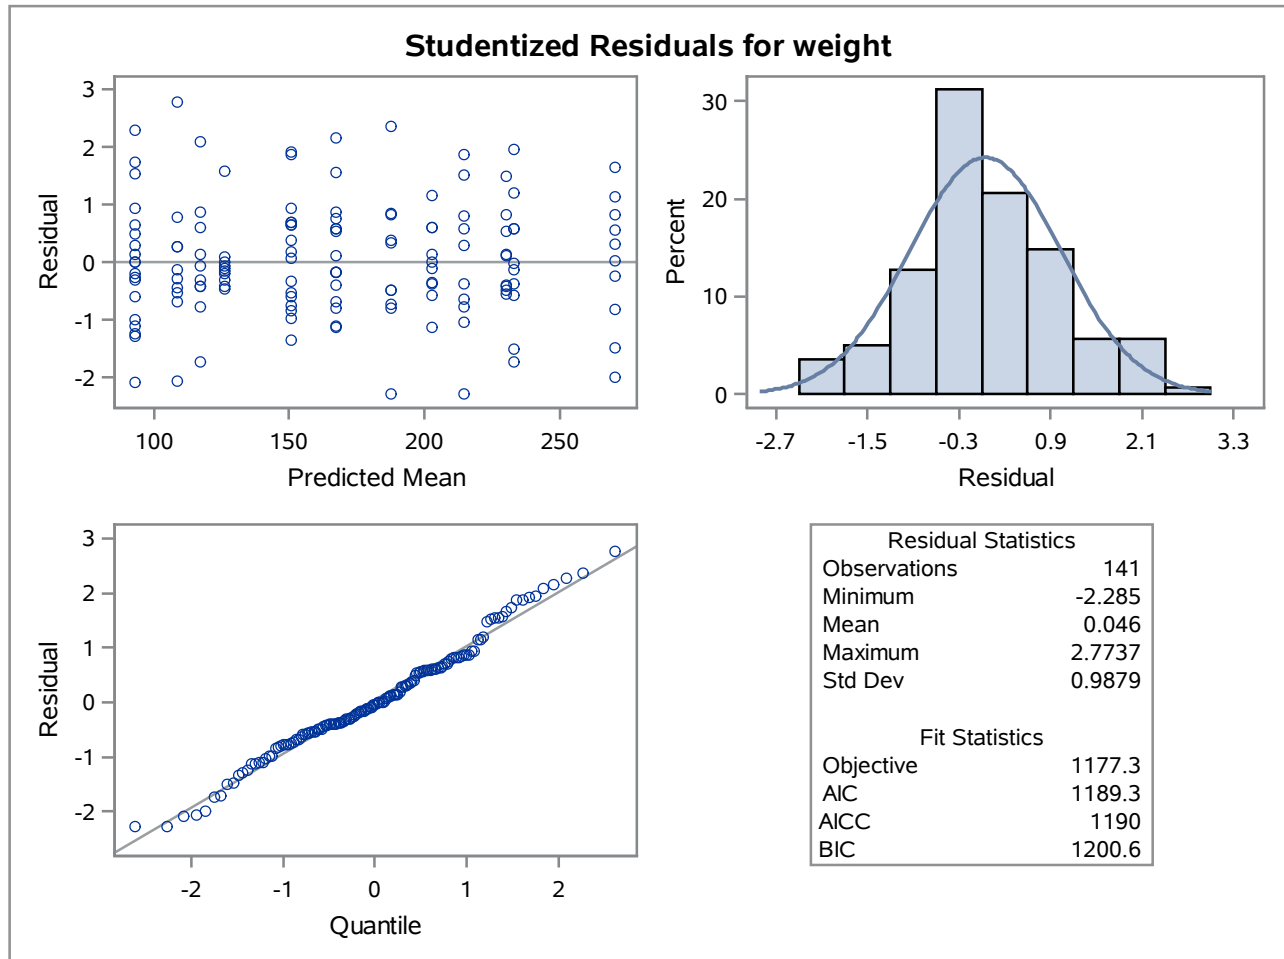 Studentized Residuals for weight
3
2
1
0
-1
-2
Residual
100 150 200 250
Predicted Mean
30
20
10
0
Percent
-2.7 -1.5 -0.3 0.9 2.1 3.3
Residual
3
2
1
0
-1
-2
Residual
-2 -1 0 1 2
Quantile
Residual Statistics
Observations 141
Minimum -2.285
Mean 0.046
Maximum 2.7737
Std Dev 0.9879
Fit Statistics
Objective 1177.3
AIC 1189.3
AICC 1190
BIC 1200.6